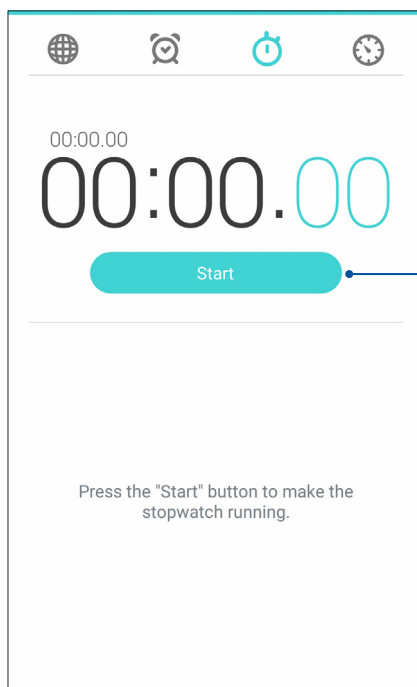 00:00.00
00:00.00
Start
Press the "Start" button to make the
stopwatch running.